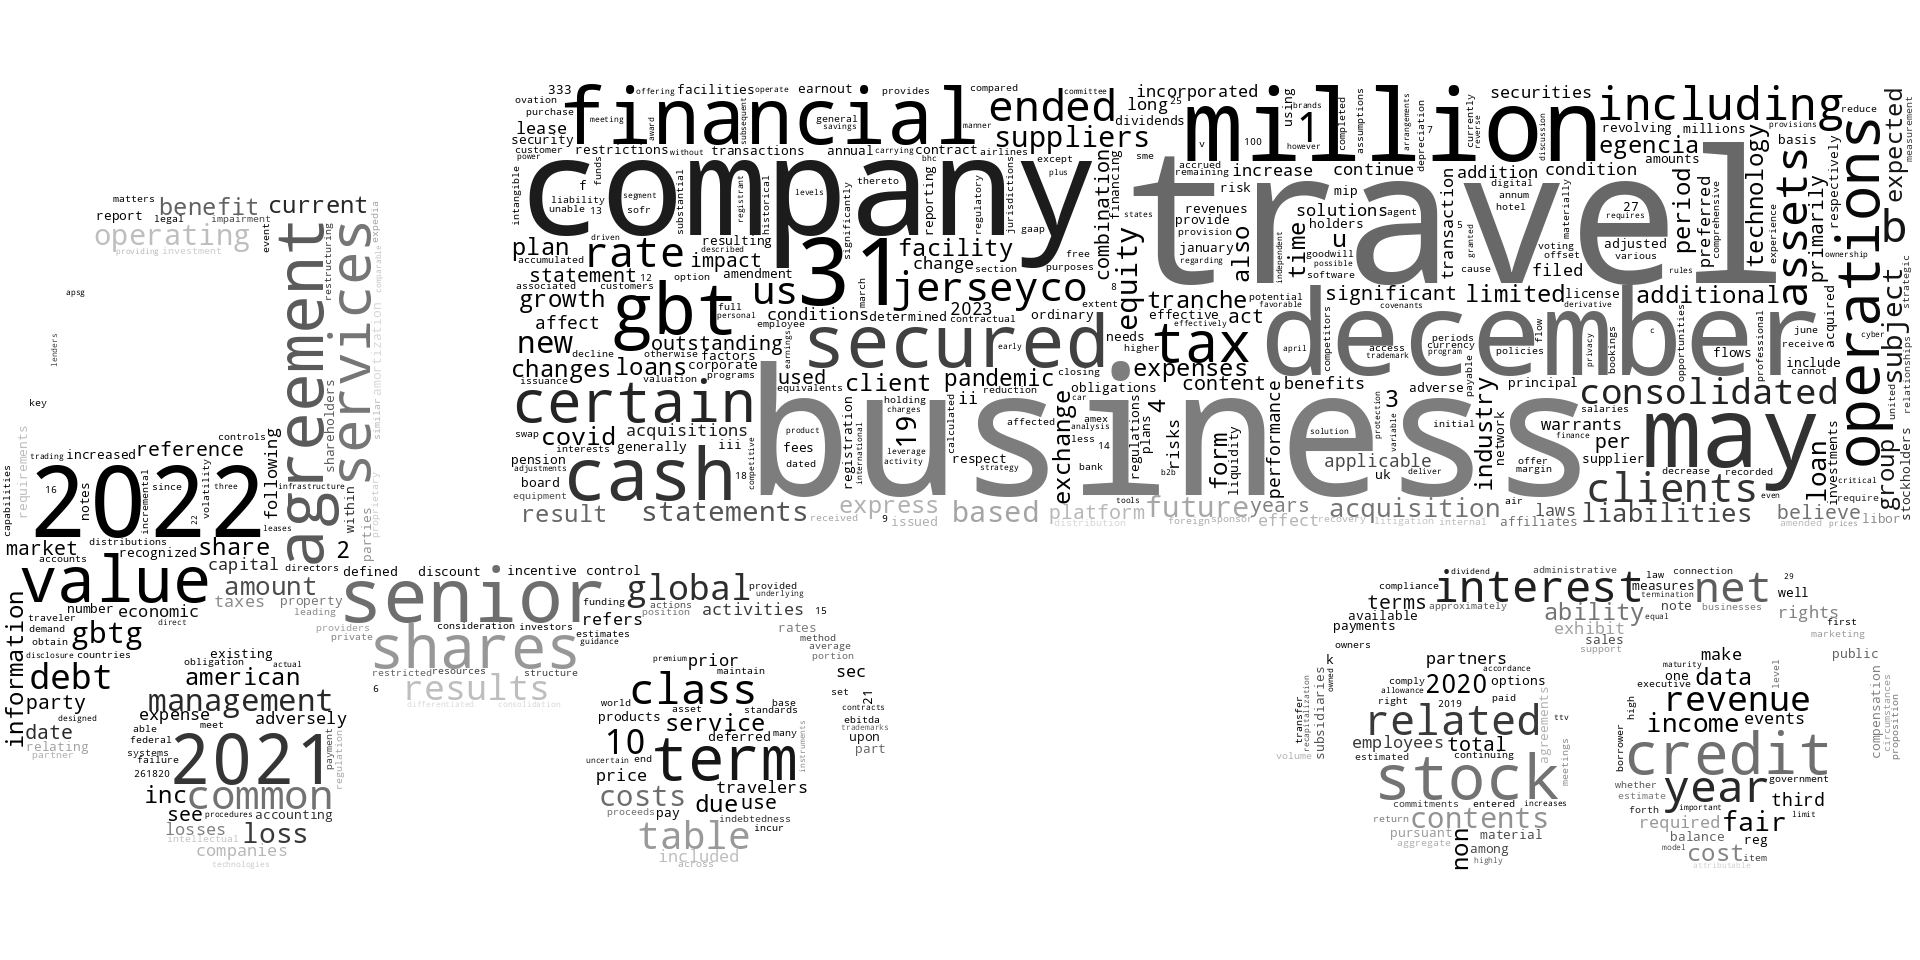 financial
company
million
travel
31
december
business
secured
cash
certain
may
operations
assets
agreement
services
2022
value
senior
shares
results
2021
common
management
american
existing
obligation
actual
expense
adversely
able
meet
federal
systems
failure
261820
inc
see
procedures
accounting
losses
loss
intellectual
companies
technologies
class
term
service
10
costs
table
included
across
due
use
travelers
price
pay
proceeds
indebtedness
incur
deferred
many
products
world
asset
base
standards
premium
prior
maintain
uncertain
end
related
stock
contents
2020
2019
partners
accordance
comply
allowance
options
right
paid
employees
total
estimated
continuing
commitments
entered
increases
return
pursuant
aggregate
material
among
non
highly
agreements
meetings
ttv
credit
year
revenue
income
events
data
make
maturity
one
executive
level
high
borrower
government
whether
estimate
important
third
forth
limit
required
fair
balance
reg
model
cost
item
attributable
interest
net
ability
exhibit
terms
available
payments
owners
compliance
approximately
dividend
administrative
law
connection
measures
termination
29
well
note
businesses
rights
equal
sales
support
first
marketing
public
compensation
circumstances
proposition
k
owned
subsidiaries
transfer
recapitalization
volume
global
refers
funding
activities
actions
position
provided
underlying
15
rates
method
average
portion
sec
set
21
contracts
ebitda
trademarks
upon
part
instruments
defined
discount
incentive
control
consideration
investors
estimates
guidance
restricted
resources
structure
6
differentiated
consolidation
matters
report
legal
benefit
impairment
current
operating
event
providing
investment
apsg
lenders
key
restructuring
shareholders
expedia
comparable
amortization
similar
proprietary
requirements
capabilities
controls
trading
increased
reference
following
16
notes
incremental
since
22
volatility
three
infrastructure
leases
within
parties
2
market
distributions
recognized
share
accounts
capital
directors
amount
taxes
property
leading
number
economic
direct
traveler
demand
obtain
gbtg
providers
private
disclosure
countries
debt
information
party
designed
date
relating
partner
payment
regulation
333
offering
facilities
operate
earnout
provides
compared
committee
incorporated
securities
including
ended
suppliers
long
25
dividends
ovation
purchase
lease
security
customer
power
restrictions
without
transactions
annual
carrying
contract
airlines
meeting
award
subsequent
general
savings
manner
using
brands
1
however
completed
assumptions
arrangements
7
depreciation
currently
reverse
discussion
revolving
millions
provisions
egencia
amounts
basis
reduce
b
expected
measurement
respectively
technology
intangible
f
funds
liability
unable
13
segment
sofr
substantial
registrant
historical
levels
thereto
significantly
bhc
reporting
regulatory
jurisdictions
except
plus
gaap
sme
combination
financing
v
100
accrued
remaining
increase
risk
continue
mip
revenues
provide
provision
january
regarding
states
solutions
agent
holders
u
also
independent
time
goodwill
possible
software
addition
condition
digital
annum
hotel
transaction
5
granted
materially
27
requires
voting
adjusted
offset
various
cause
filed
rules
period
preferred
comprehensive
experience
primarily
ownership
strategic
plan
accumulated
driven
rate
resulting
described
impact
statement
12
option
amendment
associated
customers
growth
affect
gbt
full
personal
us
march
facility
change
section
jerseyco
conditions
determined
2023
contractual
ordinary
free
purposes
extent
8
equity
tranche
effective
act
effectively
potential
favorable
covenants
significant
limited
license
derivative
additional
june
acquired
subject
cyber
new
decline
outstanding
otherwise
factors
employee
earnings
changes
loans
corporate
issuance
valuation
programs
used
equivalents
early
needs
higher
tax
expenses
april
competitors
access
trademark
periods
currency
program
flow
policies
privacy
bookings
c
opportunities
flows
professional
receive
include
cannot
united
relationships
client
pandemic
closing
ii
reduction
obligations
car
content
benefits
adverse
payable
principal
consolidated
swap
covid
acquisitions
interests
generally
iii
pension
adjustments
board
equipment
18
competitive
product
fees
dated
registration
international
holding
charges
19
leverage
activity
calculated
respect
strategy
affected
exchange
amex
analysis
less
14
bank
regulations
plans
4
b2b
risks
form
liquidity
performance
solution
3
protection
variable
initial
applicable
uk
deliver
industry
network
salaries
warrants
finance
per
offer
margin
supplier
decrease
recorded
clients
even
loan
investments
critical
require
group
stockholders
result
statements
received
express
9
issued
based
platform
tools
distribution
future
years
foreign
sponsor
effect
recovery
acquisition
litigation
internal
air
affiliates
laws
liabilities
believe
amended
prices
libor